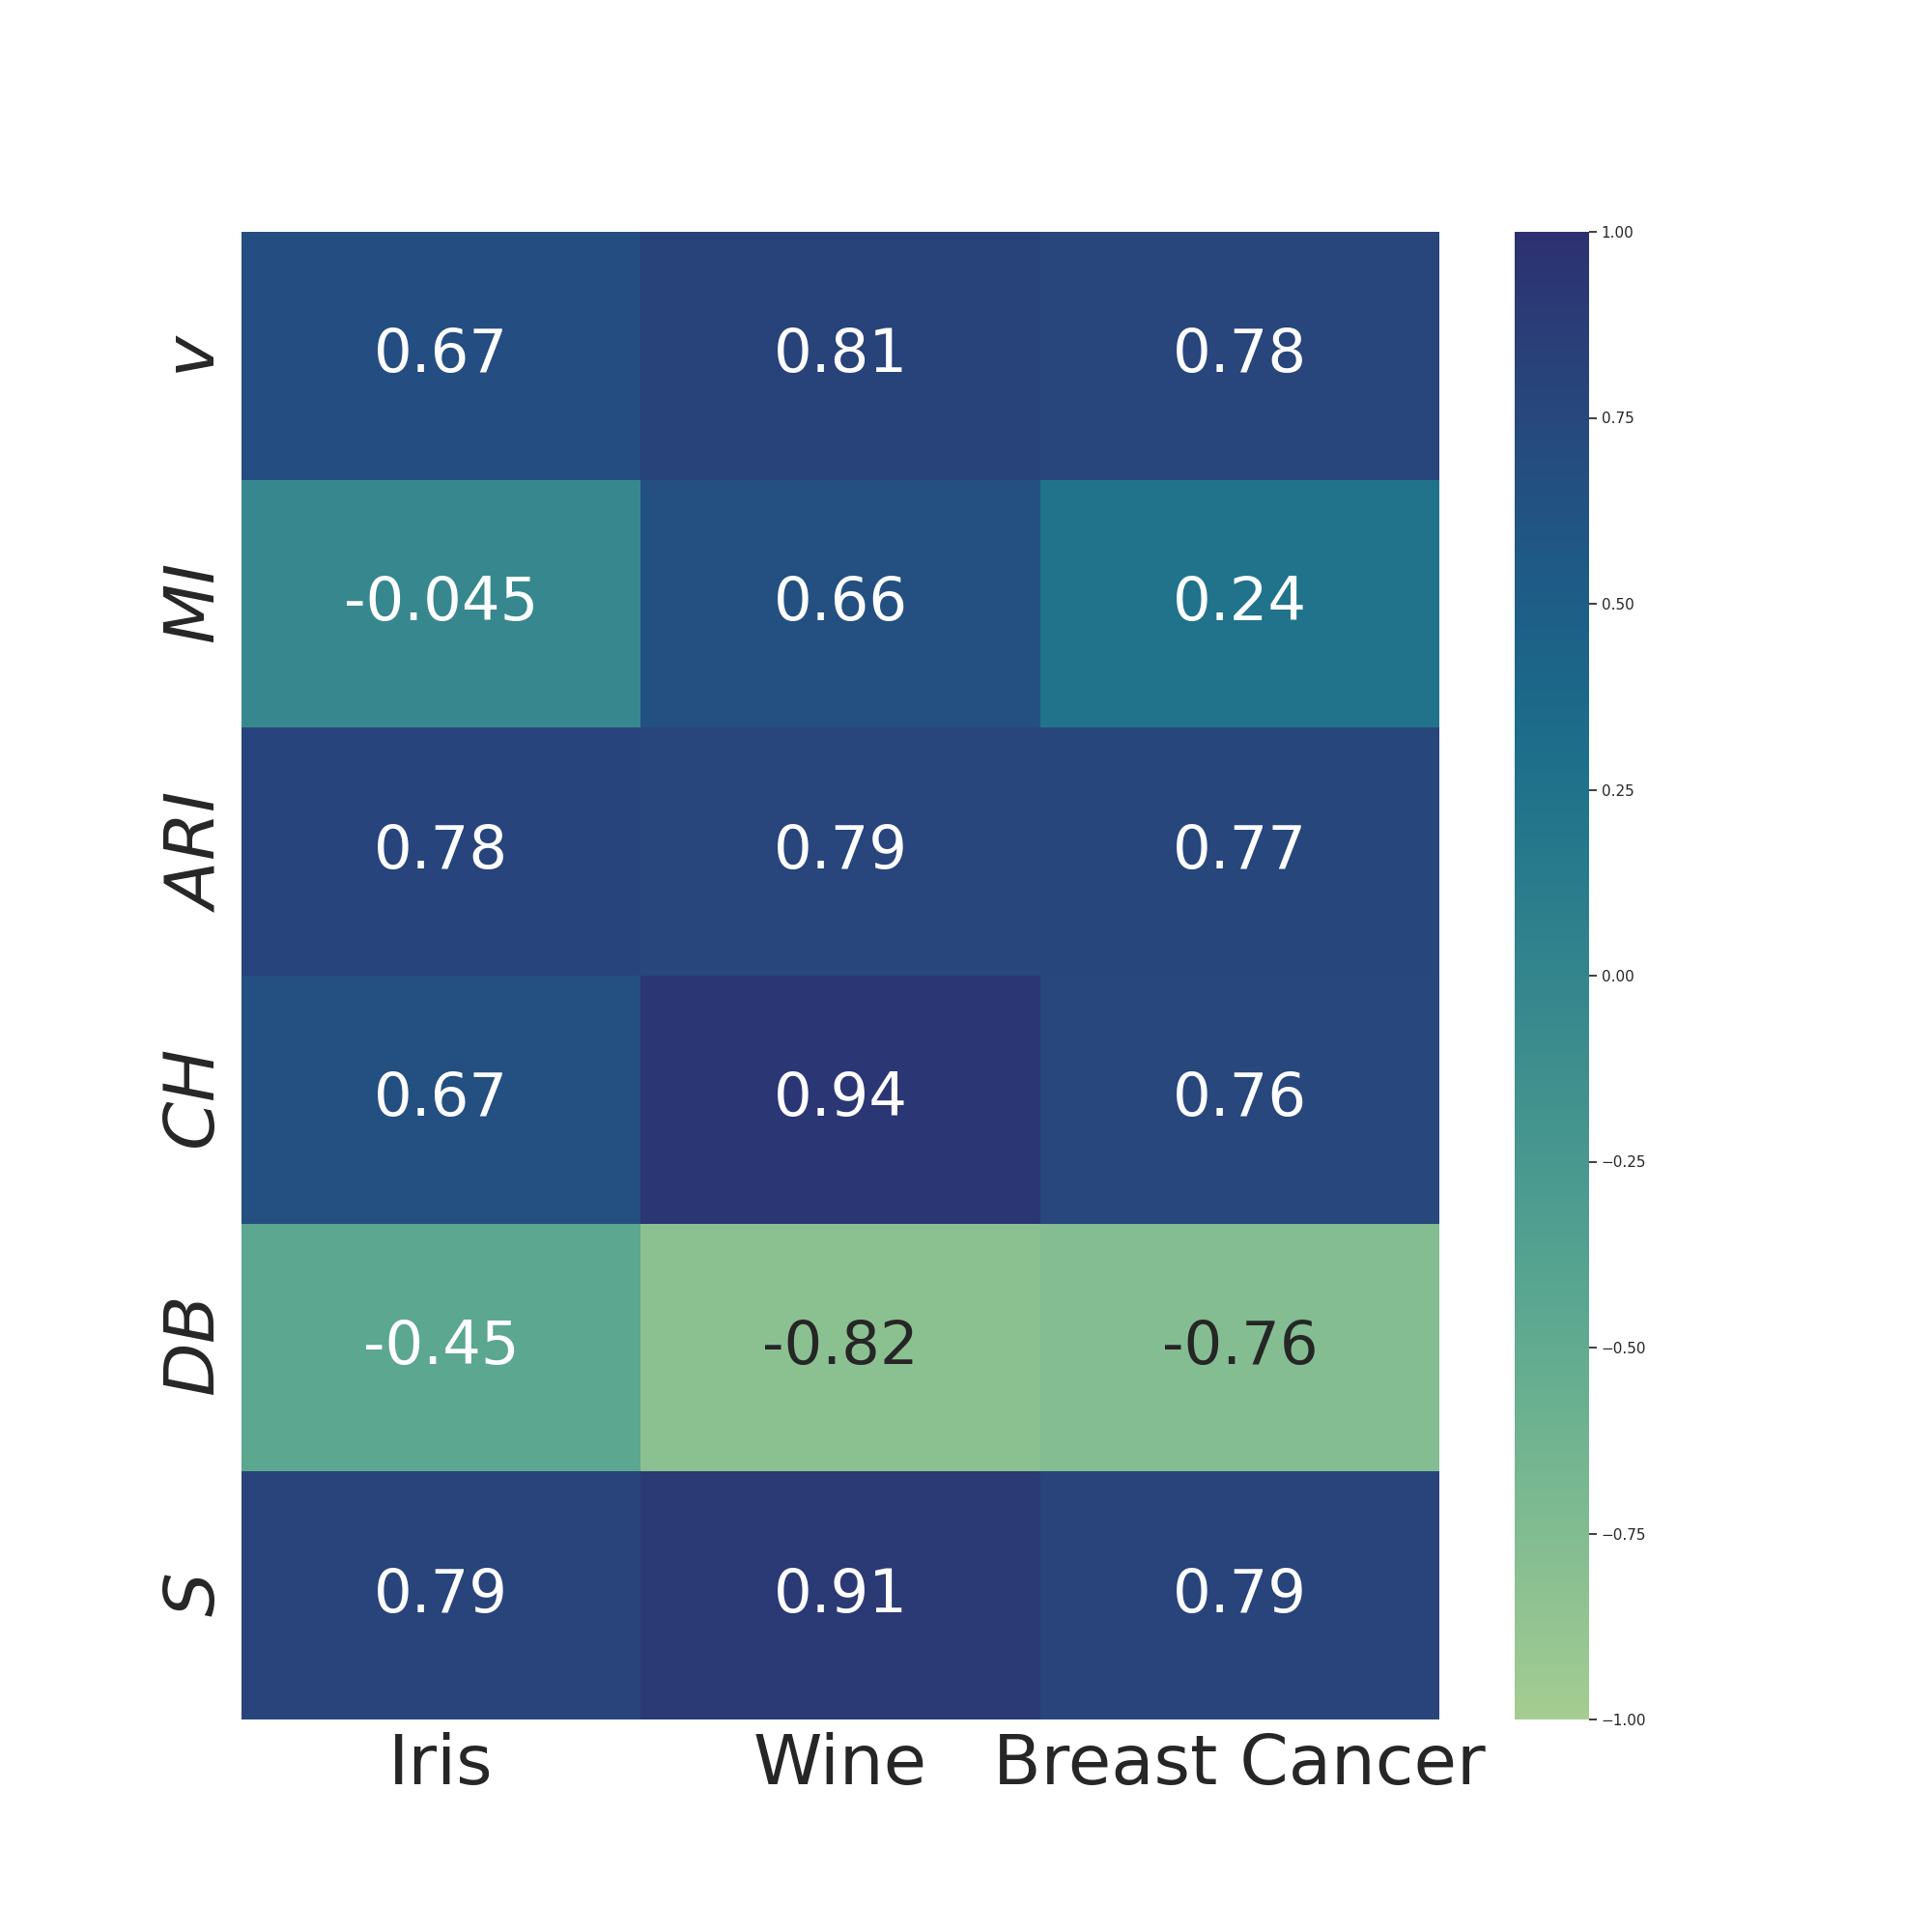 v 0.67 0.81 0.78
MI -0.045 0.66 0.24
ARI 0.78 0.79 0.77
CH 0.67 0.94 0.76
DB -0.45 -0.82 -0.76
S 0.79 0.91 0.79
Iris Wine Breast Cancer
1.00
0.75
0.50
0.25
0.00
−0.25
−0.50
−0.75
−1.00